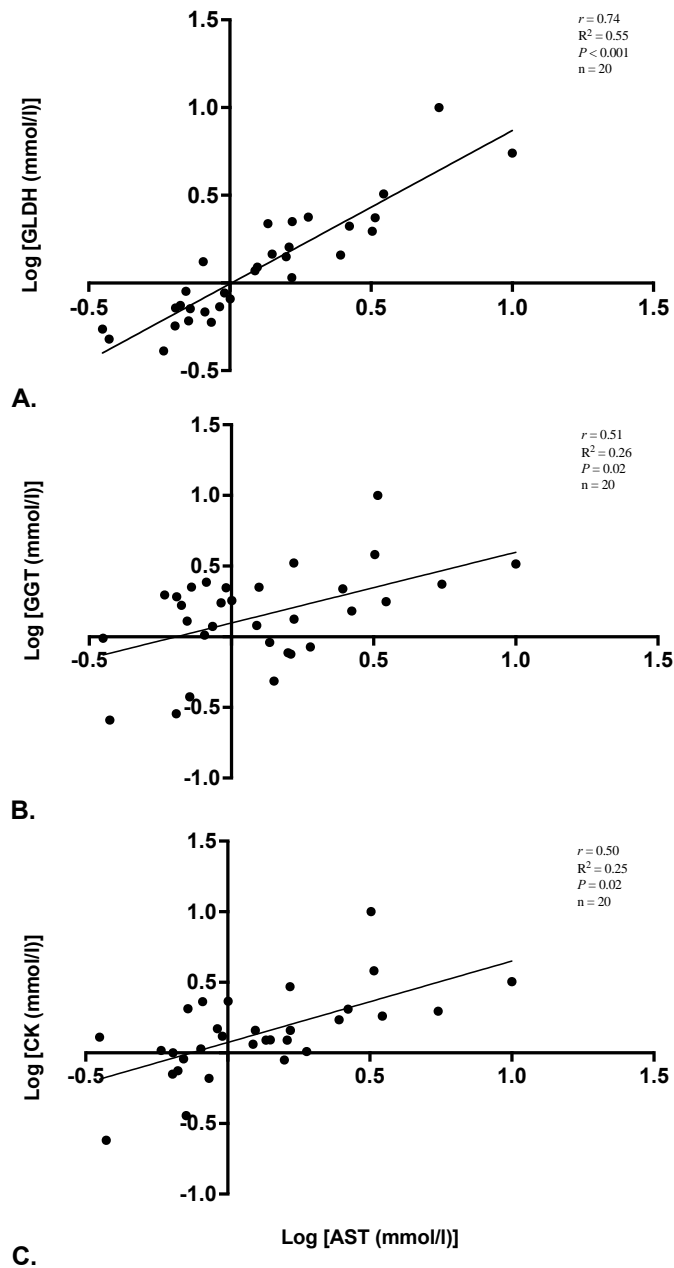 1.5
r = 0.74
R² = 0.55
P < 0.001
n = 20
1.0
0.5
Log [GLDH (mmol/l)]
-0.5 0.5 1.0 1.5
-0.5
A.
1.5
r = 0.51
R² = 0.26
P = 0.02
n = 20
1.0
0.5
Log [GGT (mmol/l)]
-0.5 0.5 1.0 1.5
-0.5
-1.0
B.
1.5
r = 0.50
R² = 0.25
P = 0.02
n = 20
1.0
0.5
Log [CK (mmol/l)]
-0.5 0.5 1.0 1.5
-0.5
-1.0
Log [AST (mmol/l)]
C.